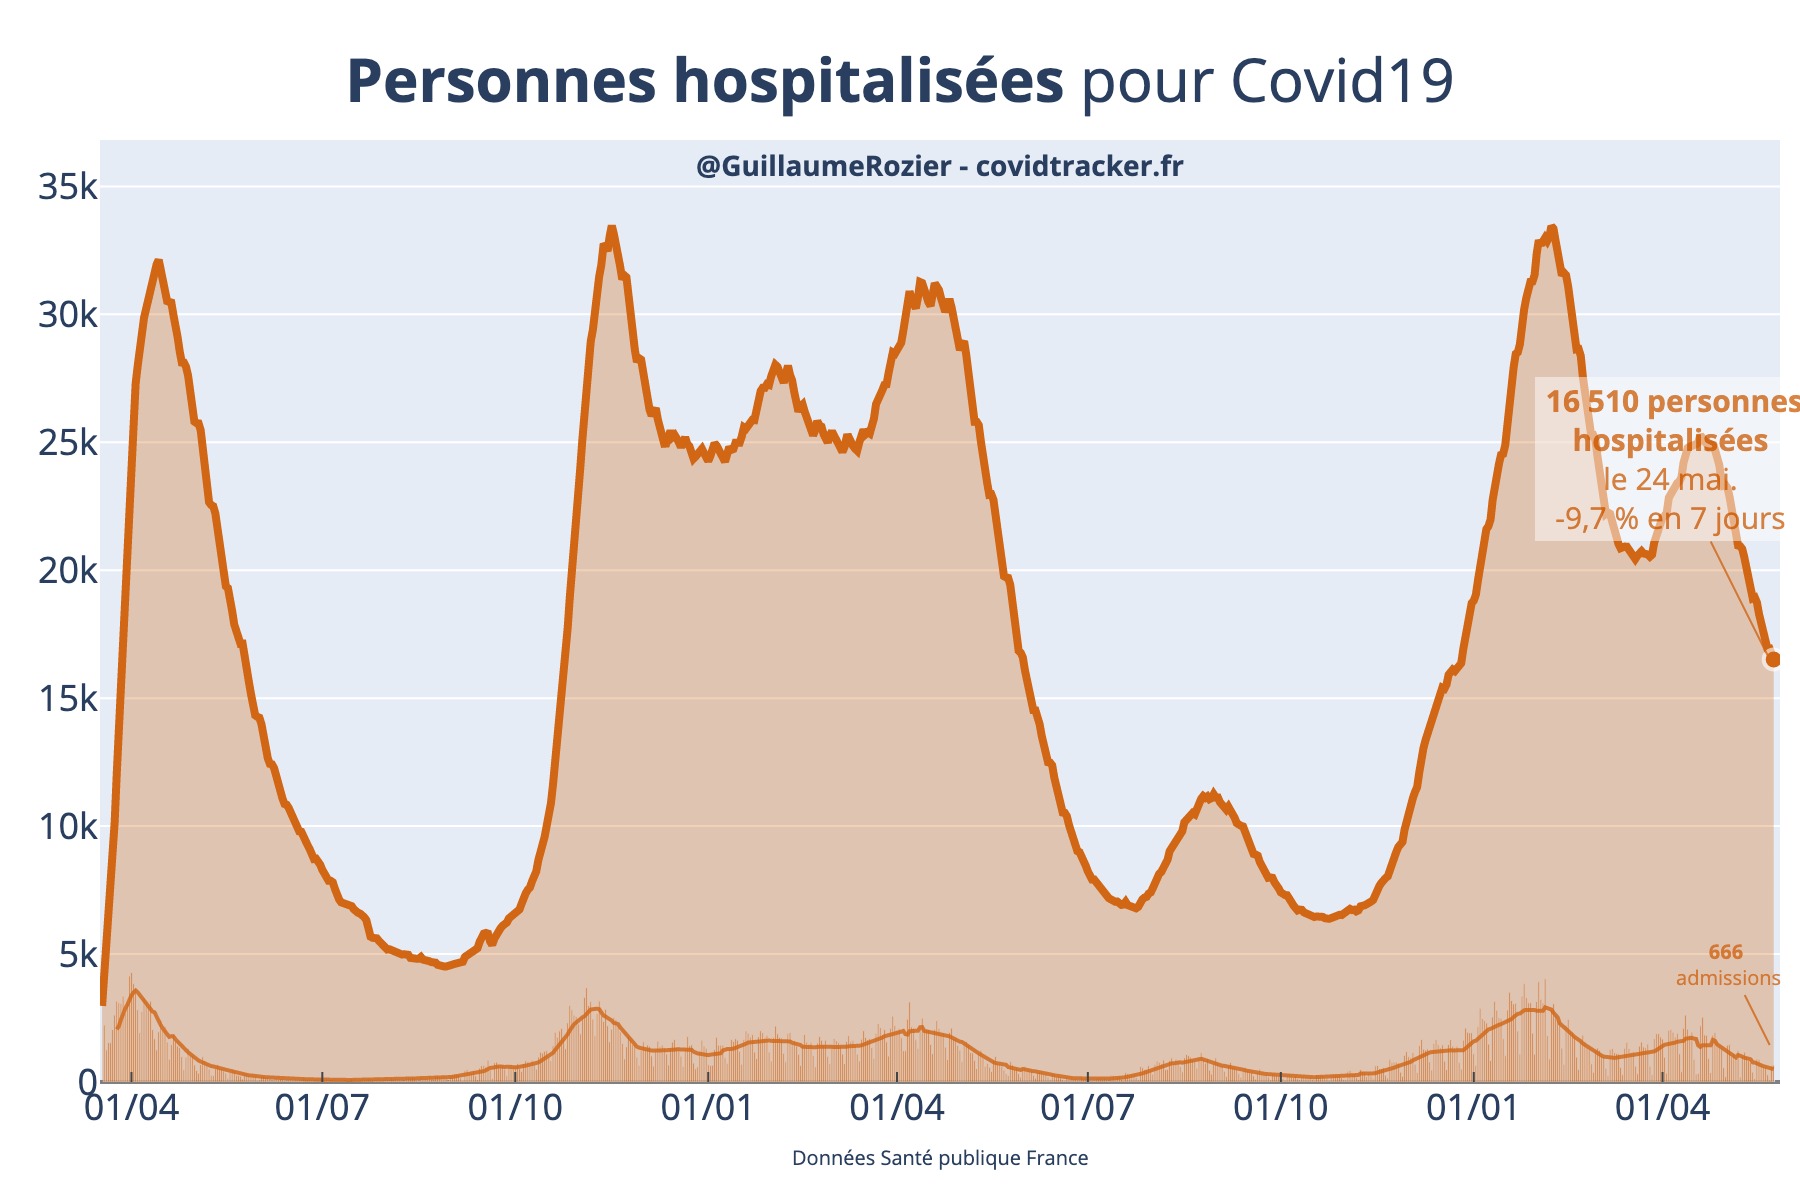 Personnes hospitalisées pour Covid19
@GuillaumeRozier - covidtracker.fr
35k
30k
25k
20k
15k
10k
5k
0
16 510 personnes
hospitalisées
le 24 mai.
-9,7 % en 7 jours
666
admissions
01/04 01/07 01/10 01/01 01/04 01/07 01/10 01/01 01/04
Données Santé publique France